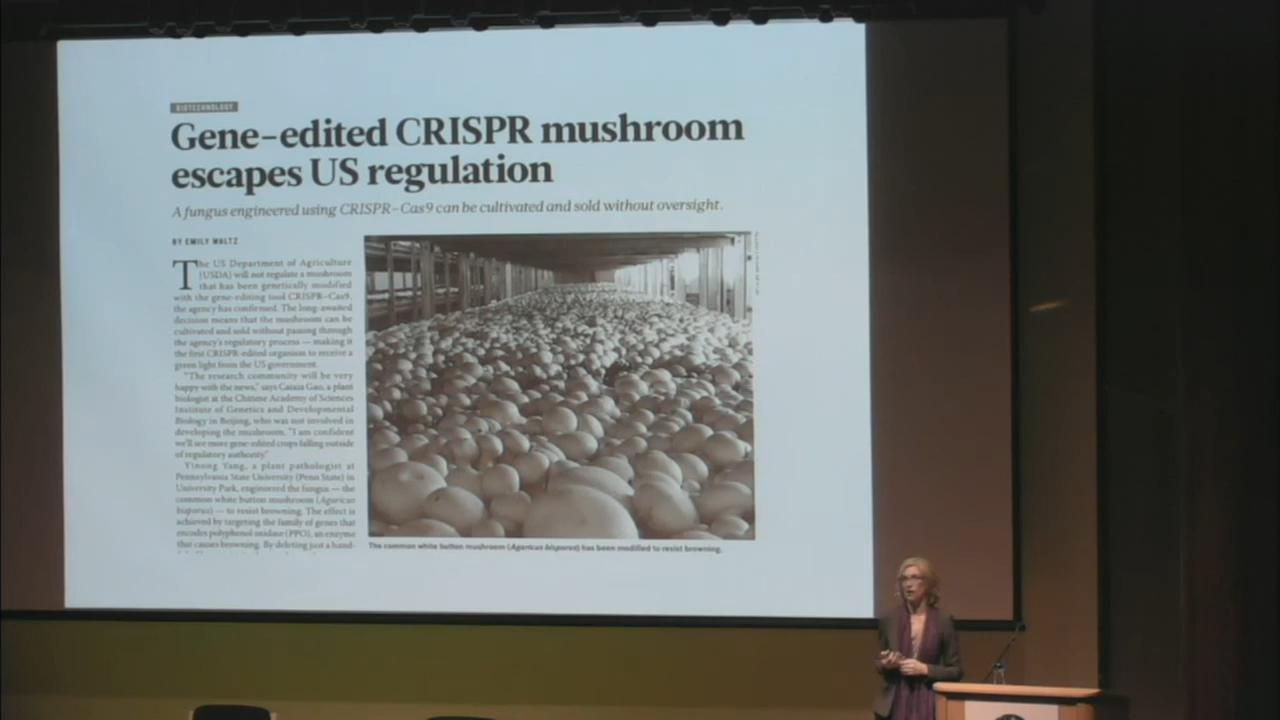 BIOTECHNOLOGY
Gene-edited CRISPR mushroom
escapes US regulation
A fungus engineered using CRISPR–Cas9 can be cultivated and sold without oversight.
BY EMILY WALTZ
The US Department of Agriculture
(USDA) will not regulate a mushroom
that has been genetically modified
with the gene-editing tool CRISPR–Cas9,
the agency has confirmed. The long-awaited
decision means that the mushroom can be
cultivated and sold without passing through
the agency's regulatory process — making it
the first CRISPR-edited organism to receive a
green light from the US government.
"The research community will be very
happy with the news," says Caixia Gao, a plant
biologist at the Chinese Academy of Sciences
Institute of Genetics and Developmental
Biology in Beijing, who was not involved in
developing the mushroom. "I am confident
we'll see more gene-edited crops falling outside
of regulatory authority."
Yinong Yang, a plant pathologist at
Pennsylvania State University (Penn State) in
University Park, engineered the fungus — the
common white button mushroom (Agaricus
bisporus) — to resist browning. The effect is
achieved by targeting the family of genes that
encodes polyphenol oxidase (PPO), an enzyme
that causes browning. By deleting just a hand-
The common white button mushroom (Agaricus bisporus) has been modified to resist browning.